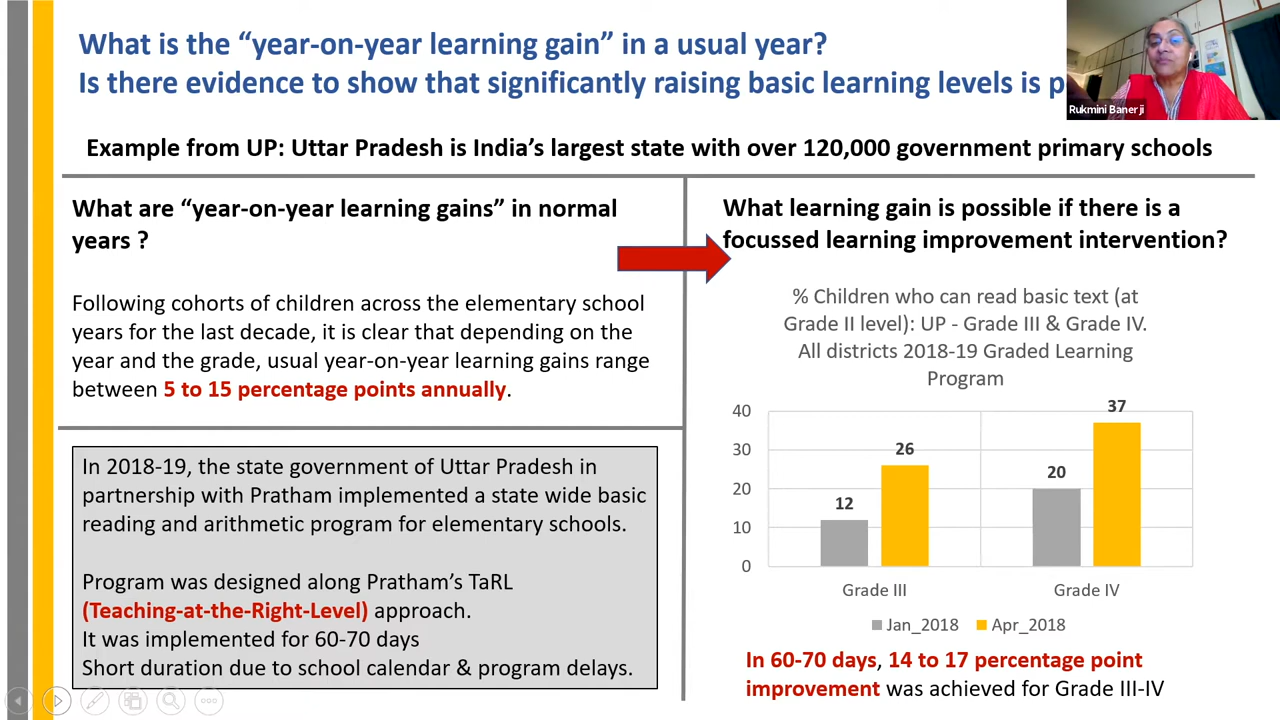 What is the “year-on-year learning gain” in a usual year?
Is there evidence to show that significantly raising basic learning levels is
Rukmini Banerji
Example from UP: Uttar Pradesh is India’s largest state with over 120,000 government primary schools
What are “year-on-year learning gains” in normal
years ?
Following cohorts of children across the elementary school
years for the last decade, it is clear that depending on the
year and the grade, usual year-on-year learning gains range
between 5 to 15 percentage points annually.
In 2018-19, the state government of Uttar Pradesh in
partnership with Pratham implemented a state wide basic
reading and arithmetic program for elementary schools.
Program was designed along Pratham’s TaRL
(Teaching-at-the-Right-Level) approach.
It was implemented for 60-70 days
Short duration due to school calendar & program delays.
What learning gain is possible if there is a
focussed learning improvement intervention?
% Children who can read basic text (at
Grade II level): UP - Grade III & Grade IV.
All districts 2018-19 Graded Learning
Program
40
30
20
10
0
12
26
20
37
Grade III
Grade IV
Jan_2018
Apr_2018
In 60-70 days, 14 to 17 percentage point
improvement was achieved for Grade III-IV